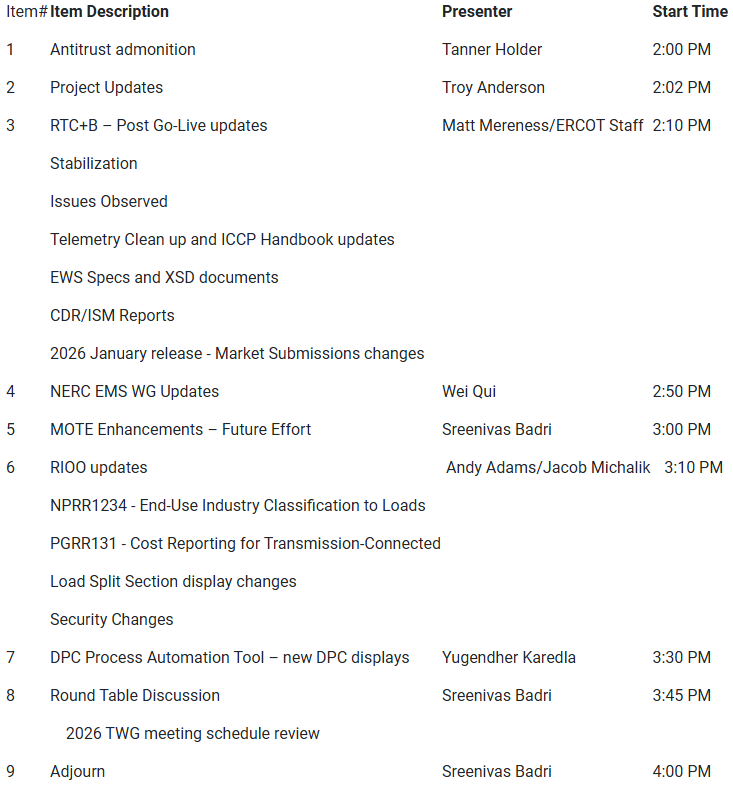 Item# Item Description Presenter Start Time
1 Antitrust admonition Tanner Holder 2:00 PM
2 Project Updates Troy Anderson 2:02 PM
3 RTC+B – Post Go-Live updates Matt Mereness/ERCOT Staff 2:10 PM
Stabilization
Issues Observed
Telemetry Clean up and ICCP Handbook updates
EWS Specs and XSD documents
CDR/ISM Reports
2026 January release - Market Submissions changes
4 NERC EMS WG Updates Wei Qui 2:50 PM
5 MOTE Enhancements – Future Effort Sreenivas Badri 3:00 PM
6 RIOO updates Andy Adams/Jacob Michalik 3:10 PM
NPRR1234 - End-Use Industry Classification to Loads
PGRR131 - Cost Reporting for Transmission-Connected
Load Split Section display changes
Security Changes
7 DPC Process Automation Tool – new DPC displays Yugendher Karedla 3:30 PM
8 Round Table Discussion Sreenivas Badri 3:45 PM
2026 TWG meeting schedule review
9 Adjourn Sreenivas Badri 4:00 PM